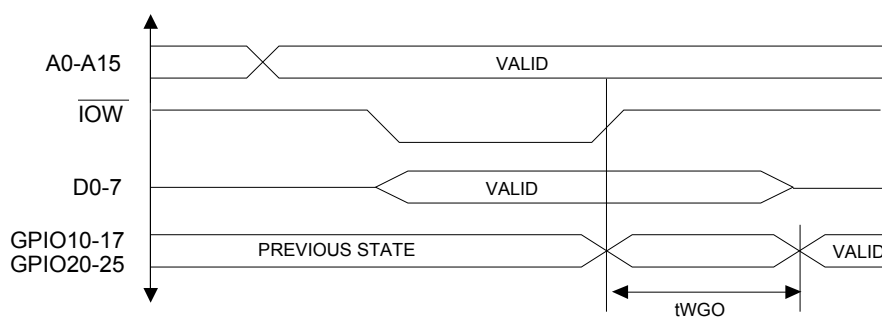 A0-A15
VALID
IOW
D0-7
VALID
GPIO10-17
GPIO20-25
PREVIOUS STATE
VALID
tWGO